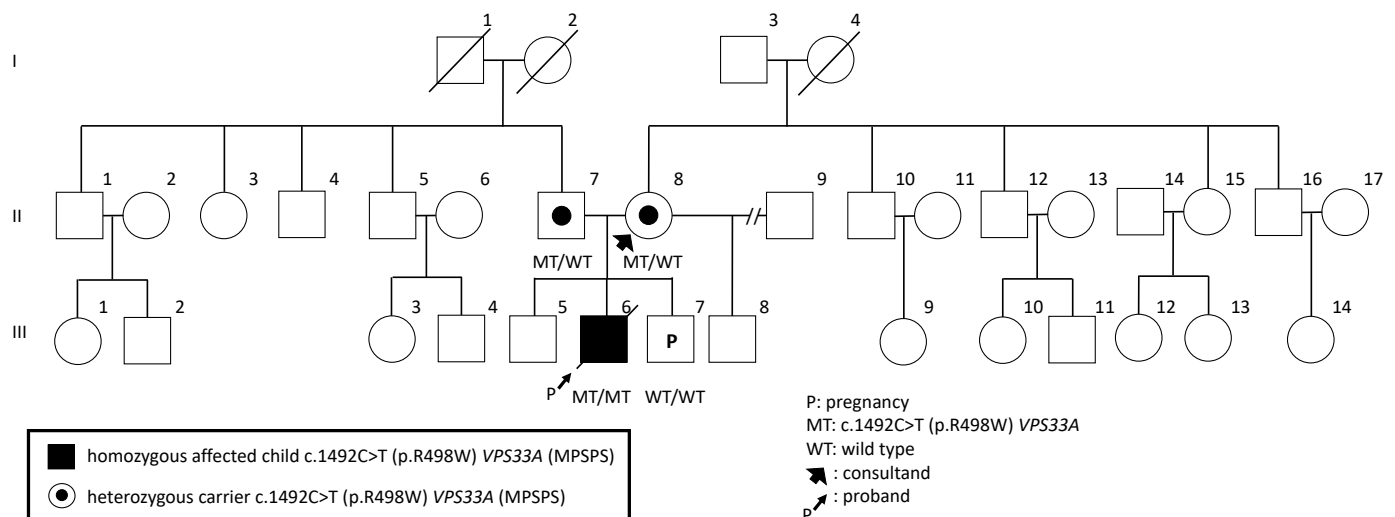 1 2 3 4
I
1 2 3 4 5 6 7 8 9 10 11 12 13 14 15 16 17
II
MT/WT MT/WT
1 2 3 4 5 6 7 8 9 10 11 12 13 14
III
P
P
MT/MT WT/WT
homozygous affected child c.1492C>T (p.R498W) VPS33A (MPSPS)
heterozygous carrier c.1492C>T (p.R498W) VPS33A (MPSPS)
P: pregnancy
MT: c.1492C>T (p.R498W) VPS33A
WT: wild type
: consultand
: proband
P